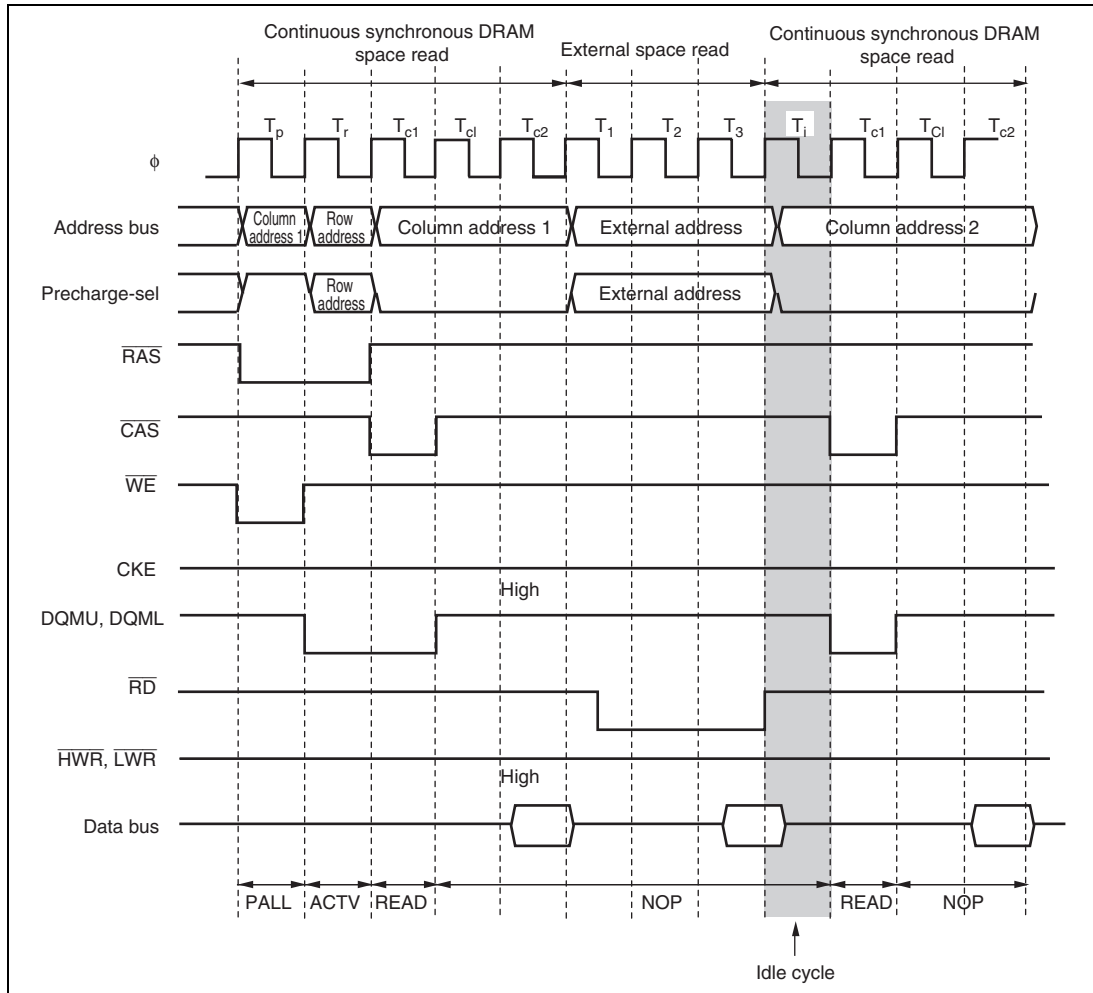 Continuous synchronous DRAM
space read
External space read
Continuous synchronous DRAM
space read
Tp Tr Tc1 Tcl Tc2 T1 T2 T3 Ti Tc1 TCl Tc2
ϕ
Address bus
Column
address 1
Row
address
Column address 1
External address
Column address 2
Precharge-sel
Row
address
External address
RAS
CAS
WE
CKE
High
DQMU, DQML
RD
HWR, LWR
High
Data bus
PALL ACTV READ NOP READ NOP
Idle cycle